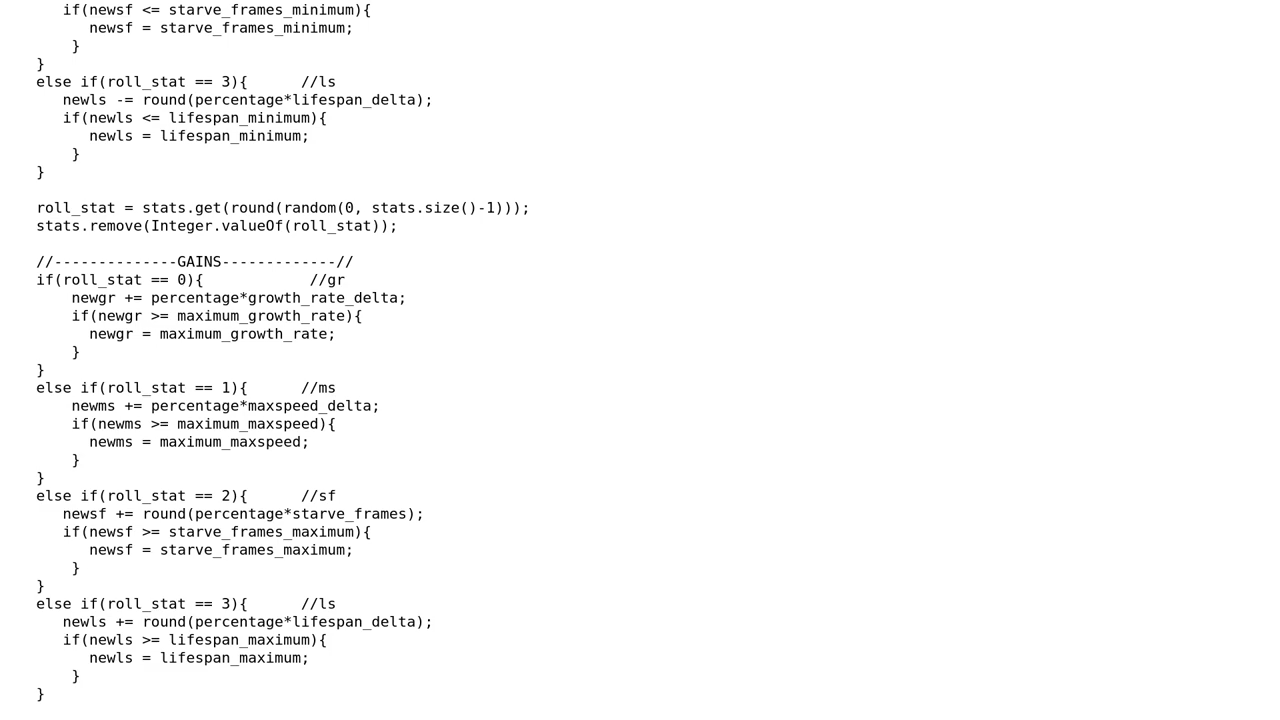 if(newsf <= starve_frames_minimum){
newsf = starve_frames_minimum;
}
}
else if(roll_stat == 3){      //ls
newls -= round(percentage*lifespan_delta);
if(newls <= lifespan_minimum){
newls = lifespan_minimum;
}
}
roll_stat = stats.get(round(random(0, stats.size()-1)));
stats.remove(Integer.valueOf(roll_stat));
//--------------GAINS-------------//
if(roll_stat == 0){            //gr
newgr += percentage*growth_rate_delta;
if(newgr >= maximum_growth_rate){
newgr = maximum_growth_rate;
}
}
else if(roll_stat == 1){      //ms
newms += percentage*maxspeed_delta;
if(newms >= maximum_maxspeed){
newms = maximum_maxspeed;
}
}
else if(roll_stat == 2){      //sf
newsf += round(percentage*starve_frames);
if(newsf >= starve_frames_maximum){
newsf = starve_frames_maximum;
}
}
else if(roll_stat == 3){      //ls
newls += round(percentage*lifespan_delta);
if(newls >= lifespan_maximum){
newls = lifespan_maximum;
}
}